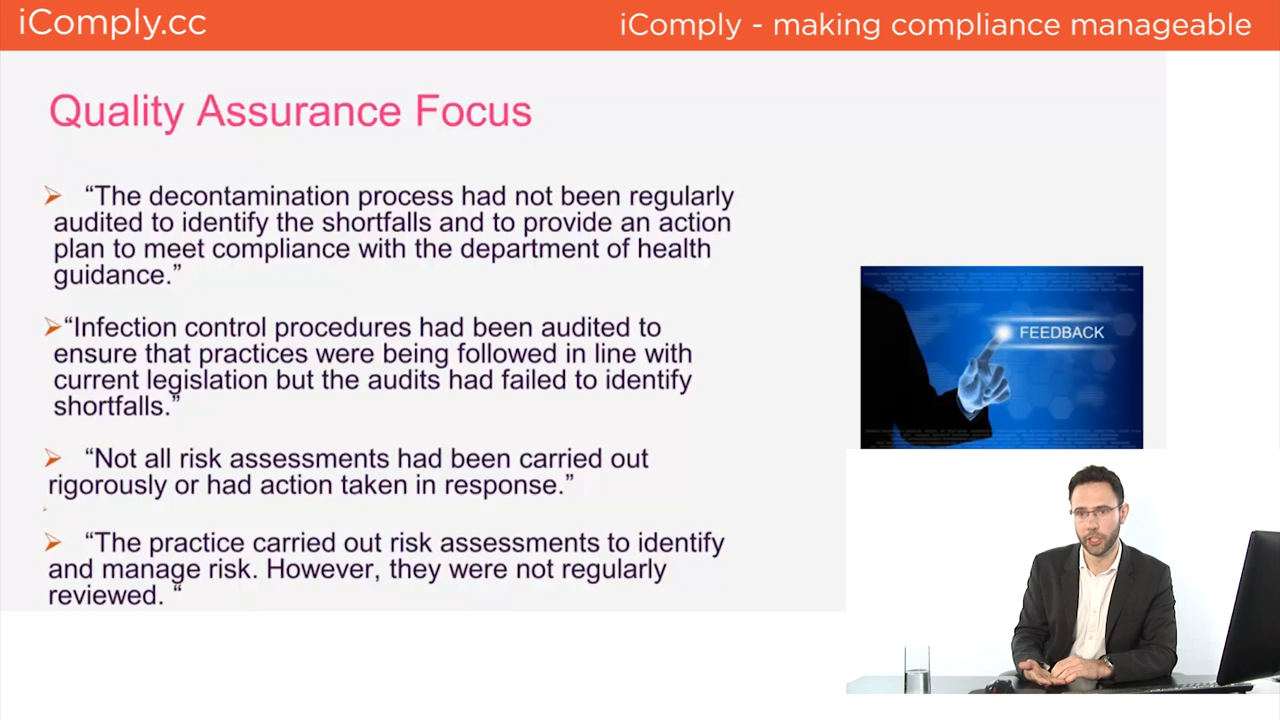 iComply.cc
iComply - making compliance manageable
Quality Assurance Focus
“The decontamination process had not been regularly
audited to identify the shortfalls and to provide an action
plan to meet compliance with the department of health
guidance.”
“Infection control procedures had been audited to
ensure that practices were being followed in line with
current legislation but the audits had failed to identify
shortfalls.”
“Not all risk assessments had been carried out
rigorously or had action taken in response.”
“The practice carried out risk assessments to identify
and manage risk. However, they were not regularly
reviewed. “
FEEDBACK